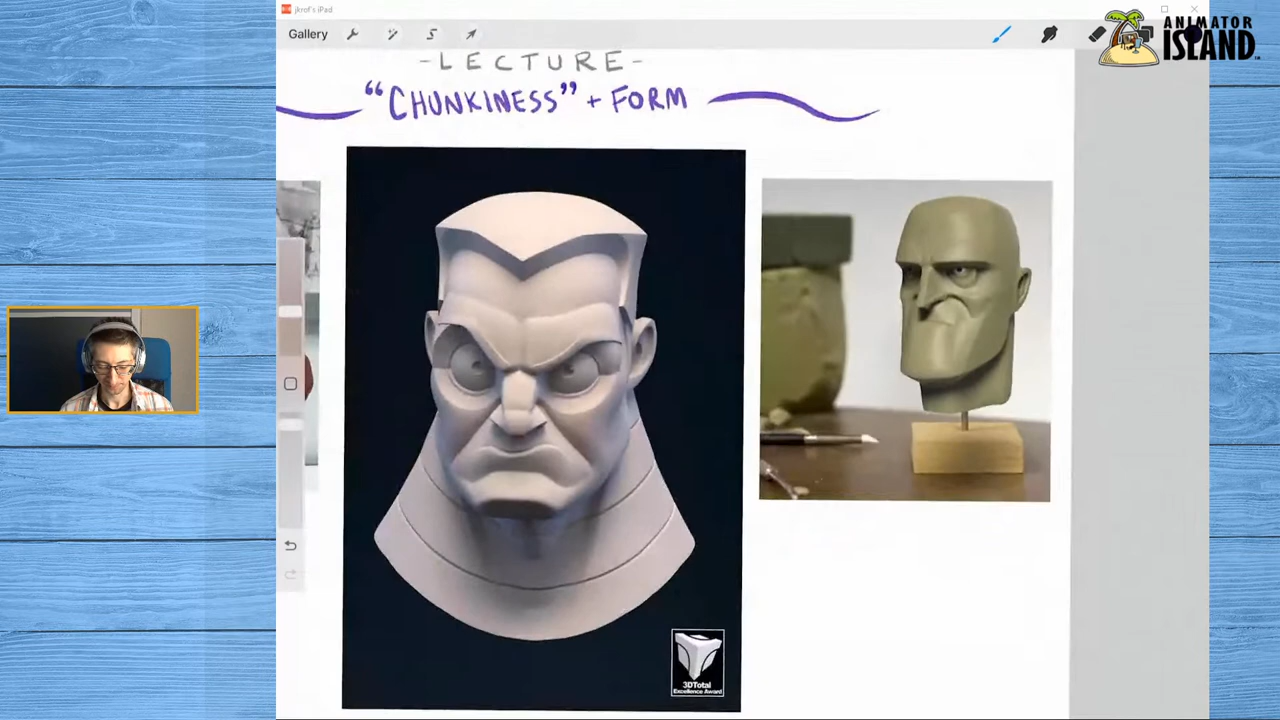 jkrof's iPad
Gallery
ANIMATOR
ISLAND
-LECTURE-
"CHUNKINESS" + FORM
3DTotal
Excellence Award